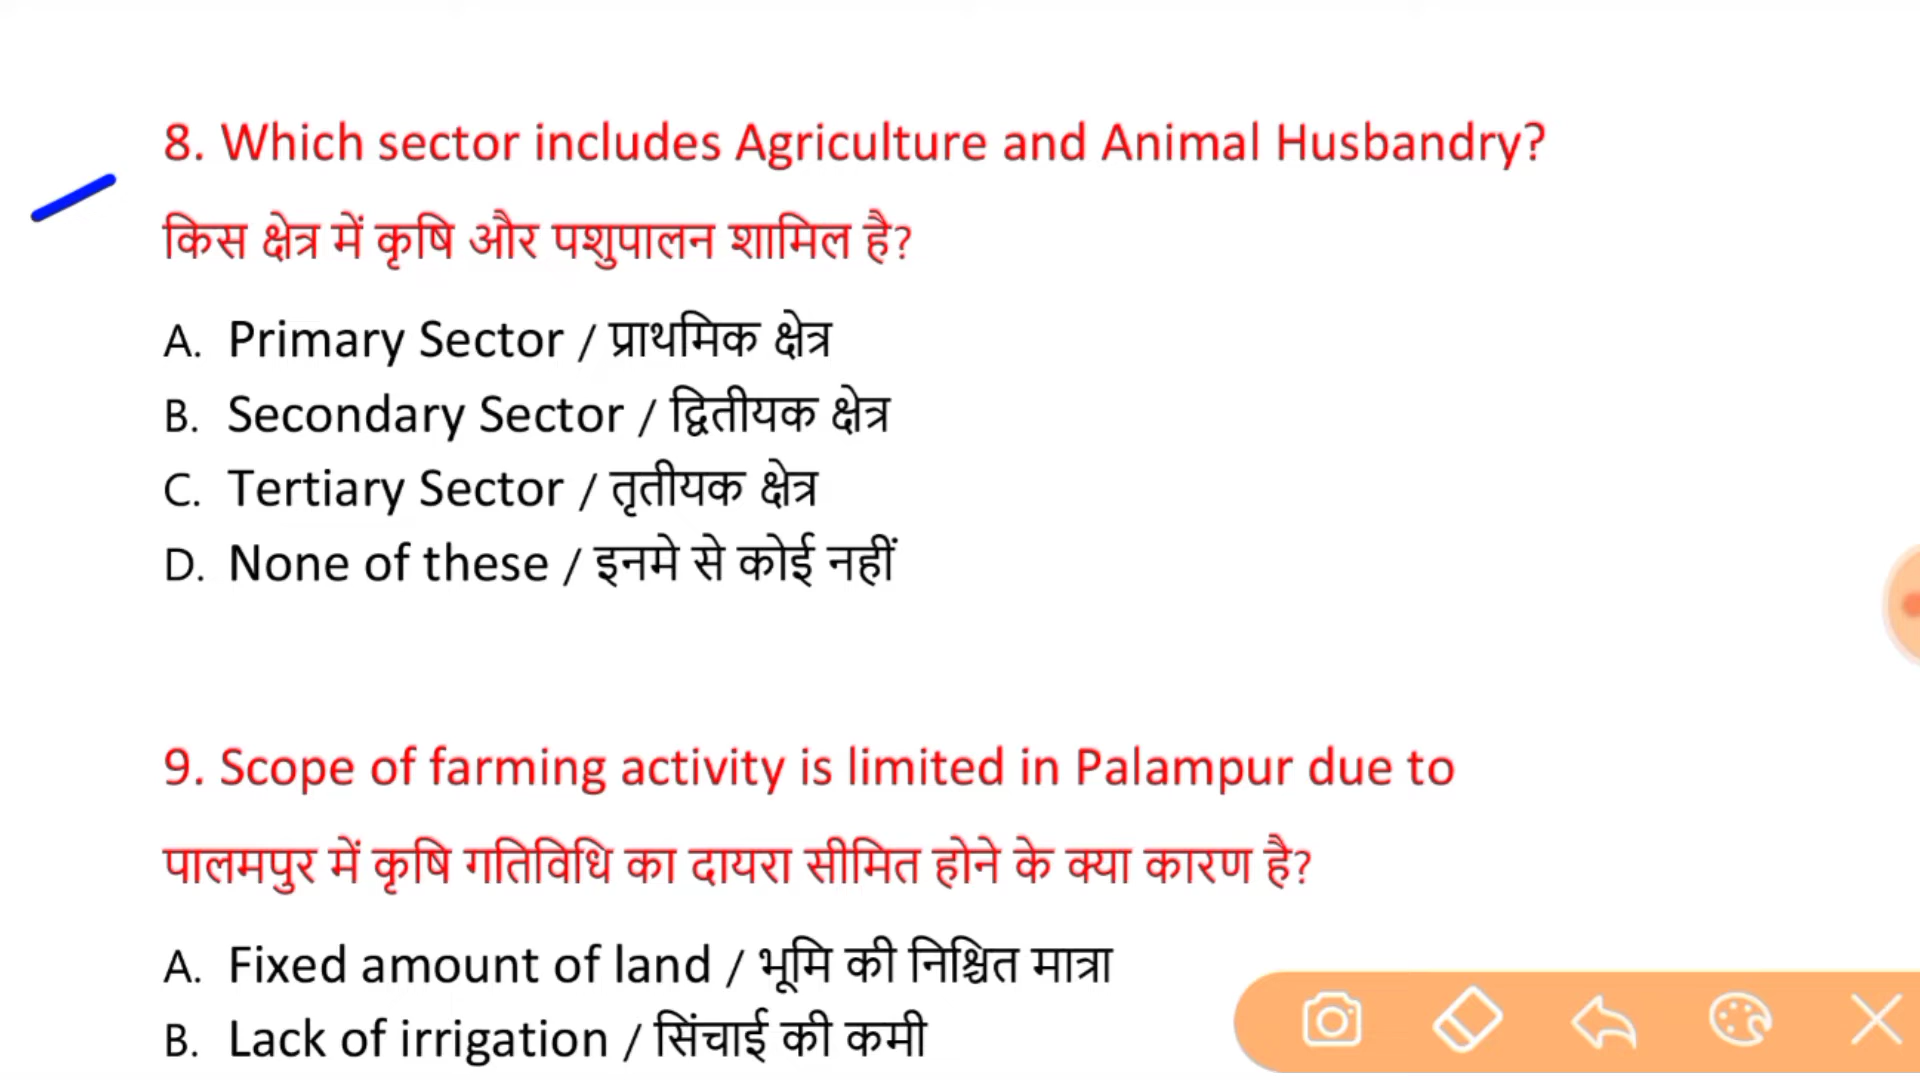 8. Which sector includes Agriculture and Animal Husbandry?
किस क्षेत्र में कृषि और पशुपालन शामिल है?
A. Primary Sector / प्राथमिक क्षेत्र
B. Secondary Sector / द्वितीयक क्षेत्र
C. Tertiary Sector / तृतीयक क्षेत्र
D. None of these / इनमे से कोई नहीं
9. Scope of farming activity is limited in Palampur due to
पालमपुर में कृषि गतिविधि का दायरा सीमित होने के क्या कारण है?
A. Fixed amount of land / भूमि की निश्चित मात्रा
B. Lack of irrigation / सिंचाई की कमी